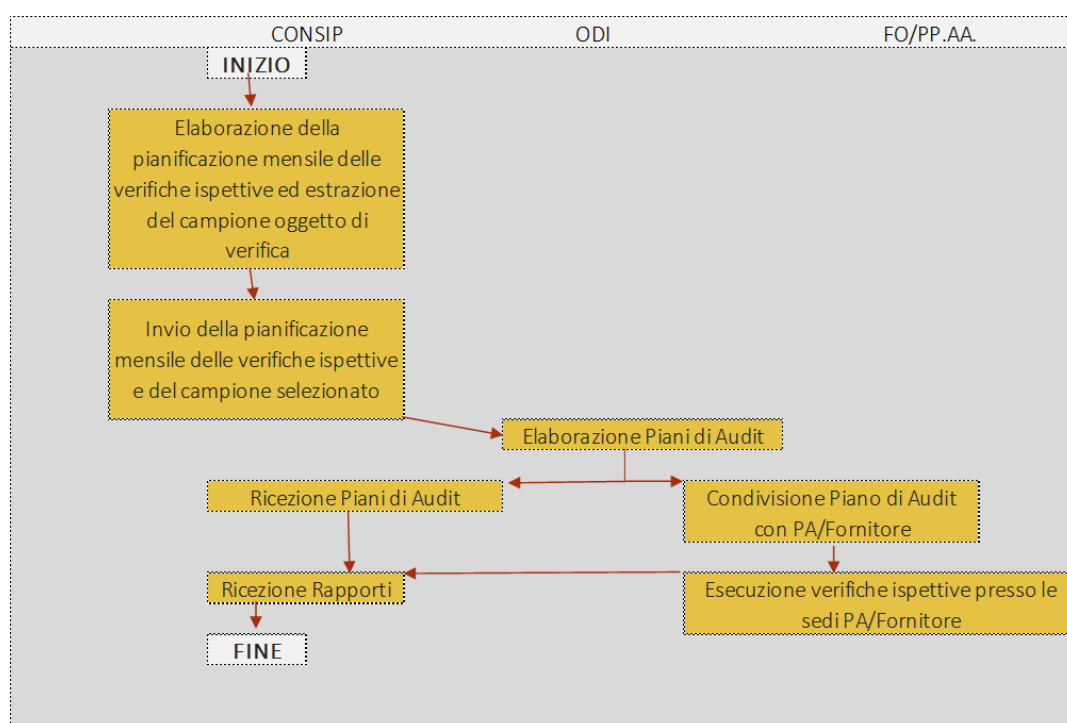 CONSIP ODI FO/PP.AA.
INIZIO
Elaborazione della
pianificazione mensile delle
verifiche ispettive ed estrazione
del campione oggetto di
verifica
Invio della pianificazione
mensile delle verifiche ispettive
e del campione selezionato
Elaborazione Piani di Audit
Ricezione Piani di Audit
Condivisione Piano di Audit
con PA/Fornitore
Ricezione Rapporti
Esecuzione verifiche ispettive presso le
sedi PA/Fornitore
FINE